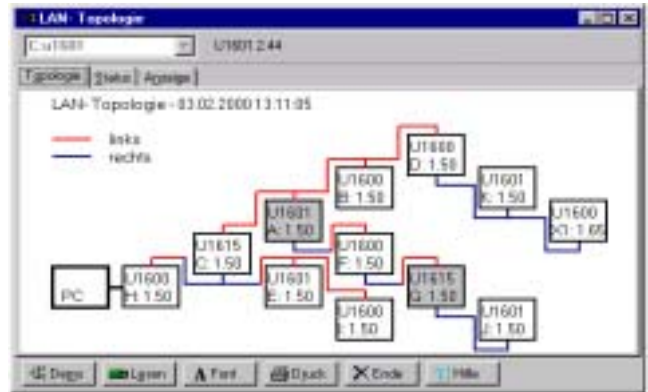 LAN- Topologie
C:u1601 U1601 2.44
Topologie Status Anzeige
LAN- Topologie - 03.02.2000 13:11:05
links
rechts
U1600
D: 1.50
U1600
B: 1.50
U1601
K: 1.50
U1601
A: 1.50
U1600
X1: 1.65
U1615
C: 1.50
U1600
F: 1.50
PC
U1600
H: 1.50
U1601
E: 1.50
U1615
G: 1.50
U1600
I: 1.50
U1601
J: 1.50
Lesen Font Druck Ende Hilfe